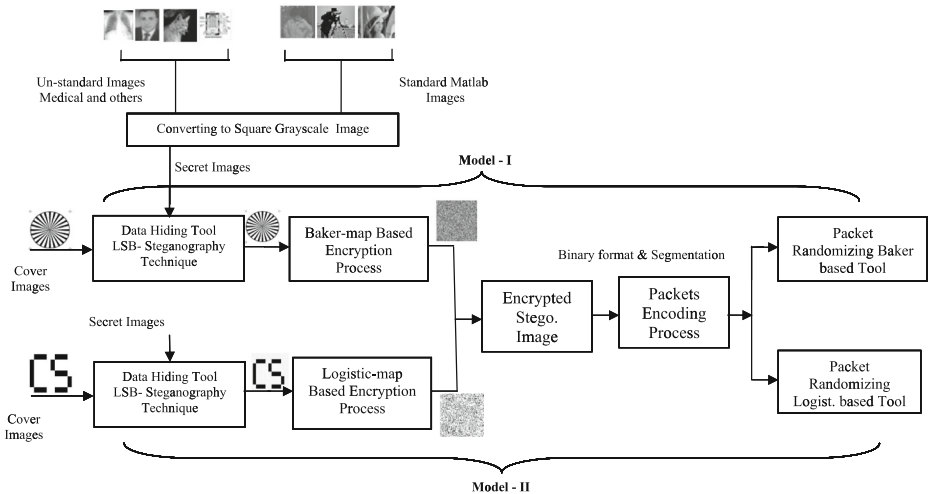 Un-standard Images
Medical and others
Standard Matlab
Images
Converting to Square Grayscale Image
Secret Images
Model - I
Cover
Images
Data Hiding Tool
LSB- Steganography
Technique
Baker-map Based
Encryption
Process
Binary format & Segmentation
Packet
Randomizing Baker
based Tool
Encrypted
Stego.
Image
Packets
Encoding
Process
Secret Images
CS
Cover
Images
Data Hiding Tool
LSB- Steganography
Technique
CS
Logistic-map
Based Encryption
Process
Packet
Randomizing
Logist. based Tool
Model - II